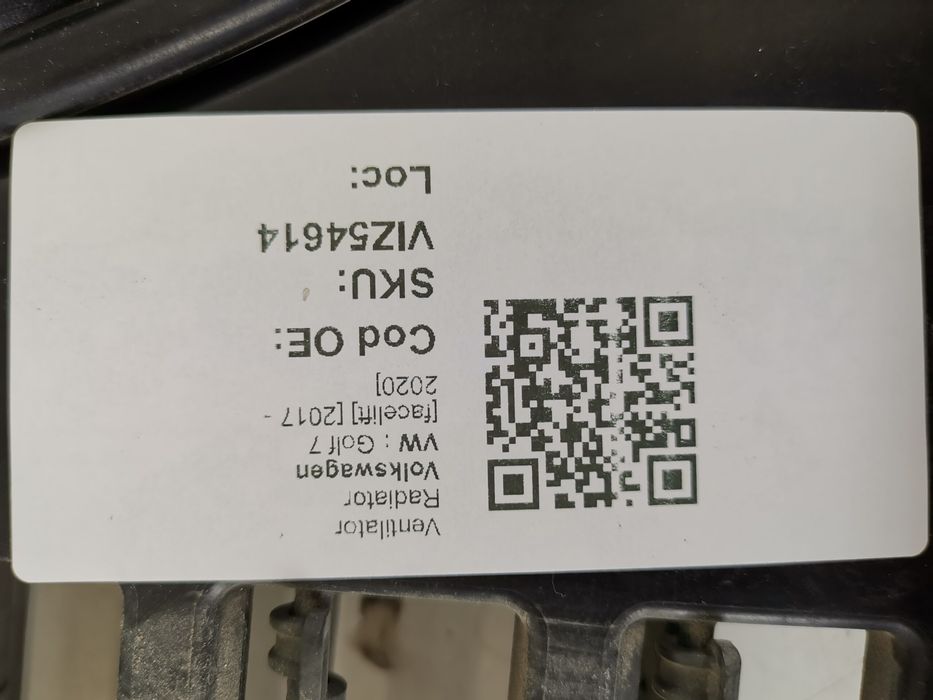 Ventilator
Radiator
Volkswagen
VW : Golf 7
[facelift] [2017 -
2020]
Cod OE:
SKU:
VIZ54614
Loc: